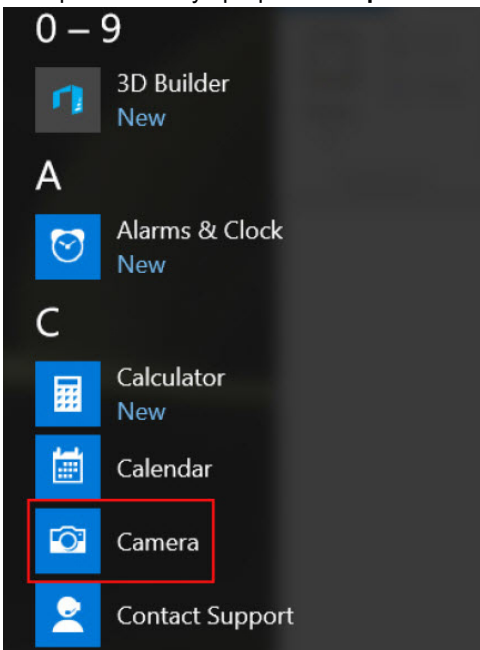 0 – 9
3D Builder
New
A
Alarms & Clock
New
C
Calculator
New
Calendar
Camera
Contact Support